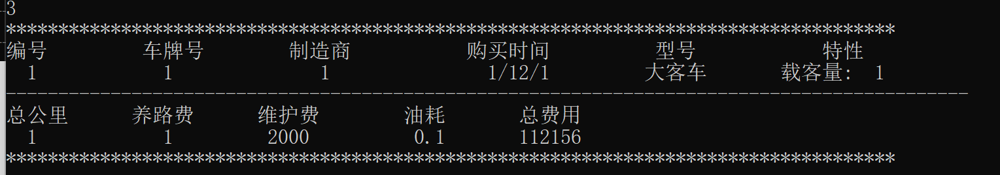 3
*************************************************************************************
编号 车牌号 制造商 购买时间 型号 特性
1 1 1 1/12/1 大客车 载客量: 1
--------------------------------------------------------------------------------------------
总公里 养路费 维护费 油耗 总费用
1 1 2000 0.1 112156
*************************************************************************************